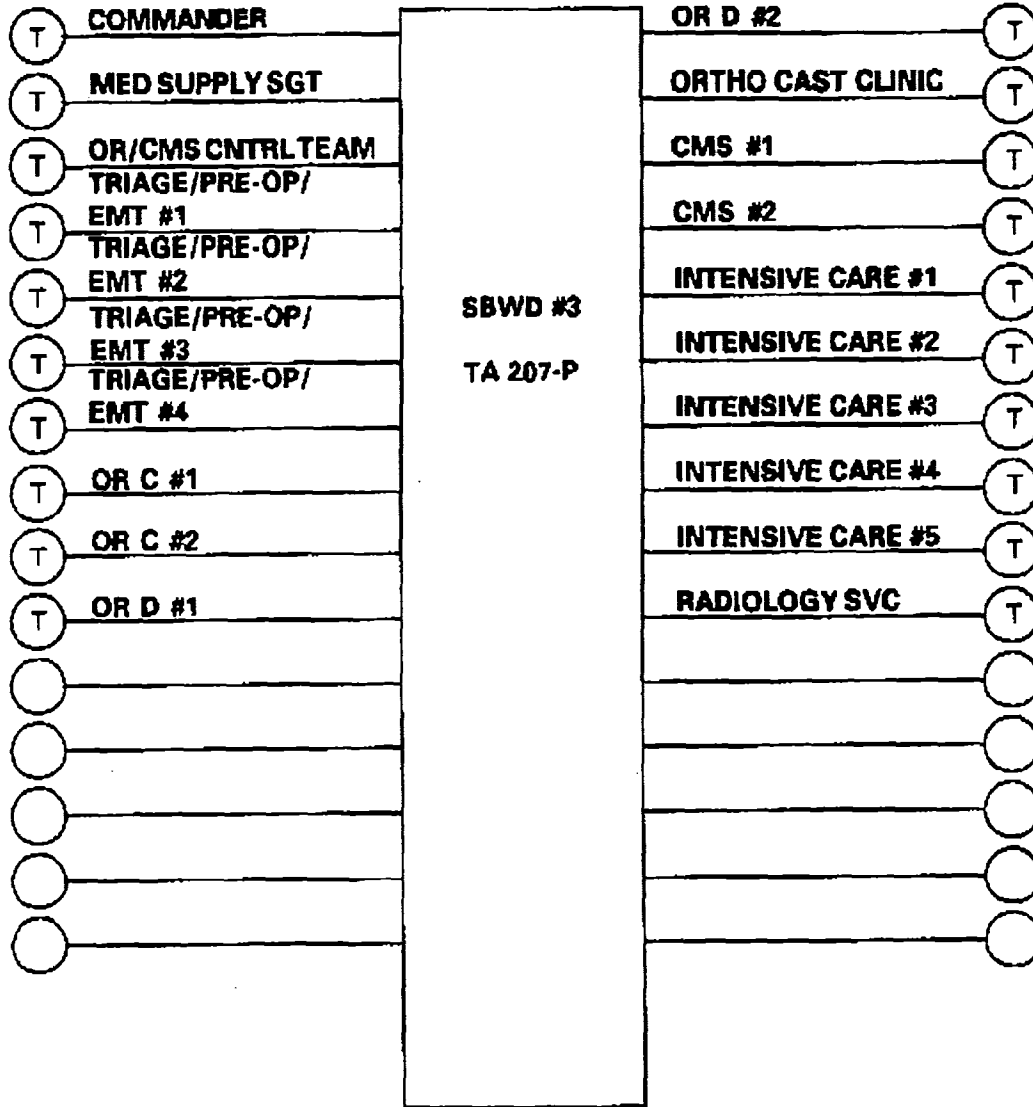 T COMMANDER
T MED SUPPLY SGT
T OR/CMS CNTRL TEAM
TRIAGE/PRE-OP/
T EMT #1
TRIAGE/PRE-OP/
T EMT #2
TRIAGE/PRE-OP/
T EMT #3
TRIAGE/PRE-OP/
T EMT #4
T OR C #1
T OR C #2
T OR D #1
SBWD #3
TA 207-P
OR D #2 T
ORTHO CAST CLINIC T
CMS #1 T
CMS #2 T
INTENSIVE CARE #1 T
INTENSIVE CARE #2 T
INTENSIVE CARE #3 T
INTENSIVE CARE #4 T
INTENSIVE CARE #5 T
RADIOLOGY SVC T